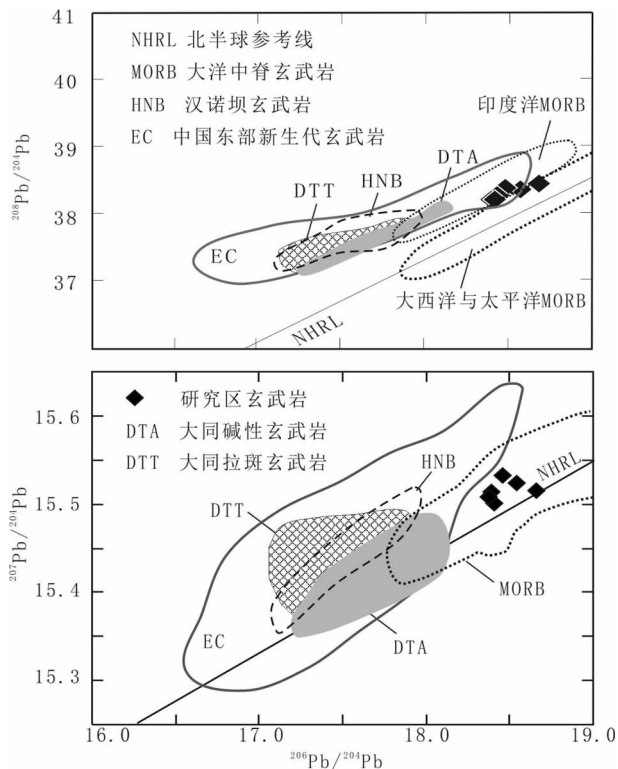 41
NHRL 北半球参考线
MORB 大洋中脊玄武岩
40
HNB 汉诺坝玄武岩
印度洋MORB
EC 中国东部新生代玄武岩
39
DTA
HNB
DTT
38
EC
37
大西洋与太平洋MORB
NHRL
²⁰⁸Pb/²⁰⁴Pb
研究区玄武岩
15.6
DTA 大同碱性玄武岩
DTT 大同拉斑玄武岩
HNB
NHRL
DTT
15.5
15.4
MORB
EC
DTA
15.3
²⁰⁷Pb/²⁰⁴Pb
16.0
17.0
18.0
19.0
²⁰⁶Pb/²⁰⁴Pb